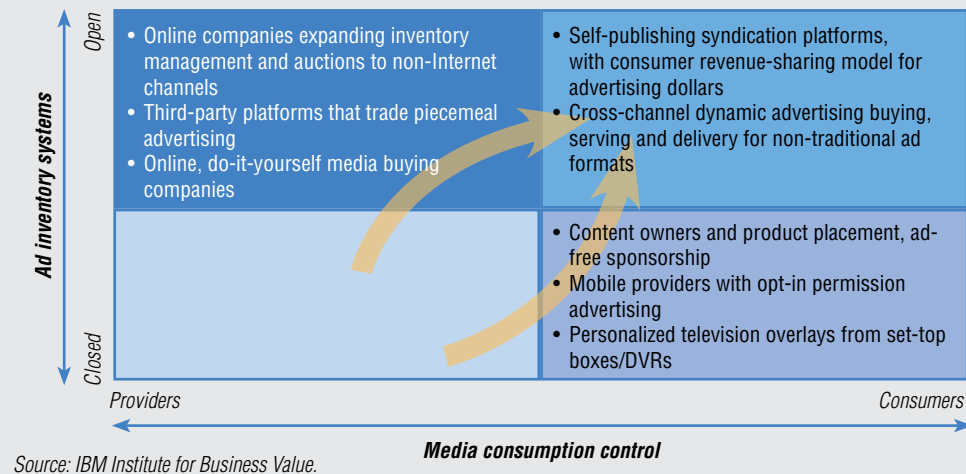 Ad inventory systems
Open
Closed
• Online companies expanding inventory
management and auctions to non-Internet
channels
• Third-party platforms that trade piecemeal
advertising
• Online, do-it-yourself media buying
companies
• Self-publishing syndication platforms,
with consumer revenue-sharing model for
advertising dollars
• Cross-channel dynamic advertising buying,
serving and delivery for non-traditional ad
formats
• Content owners and product placement, ad-
free sponsorship
• Mobile providers with opt-in permission
advertising
• Personalized television overlays from set-top
boxes/DVRs
Providers
Consumers
Media consumption control
Source: IBM Institute for Business Value.